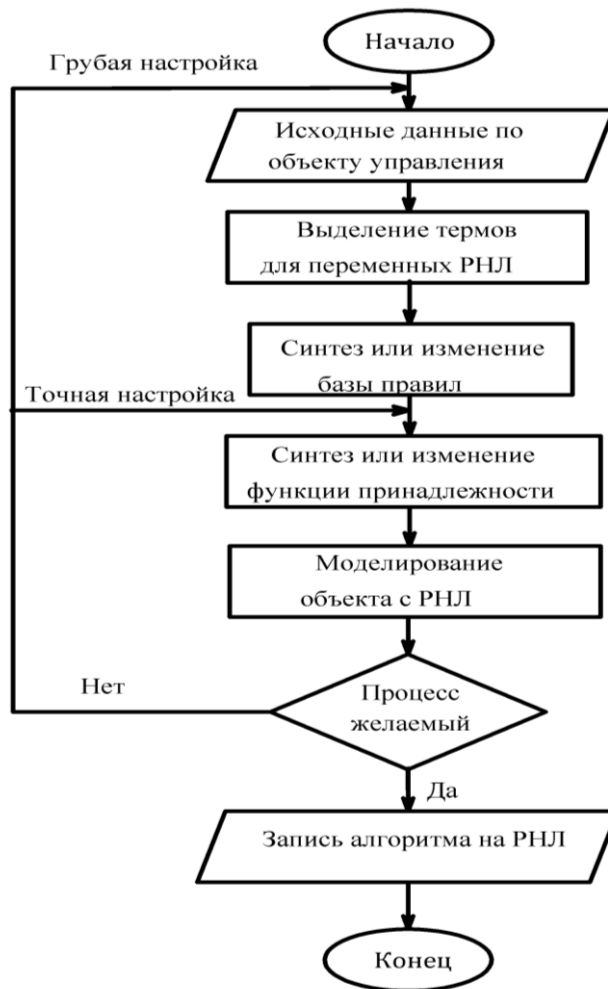 Начало
Грубая настройка
Исходные данные по
объекту управления
Выделение термов
для переменных РНЛ
Синтез или изменение
базы правил
Точная настройка
Синтез или изменение
функции принадлежности
Моделирование
объекта с РНЛ
Нет
Процесс
желаемый
Да
Запись алгоритма на РНЛ
Конец